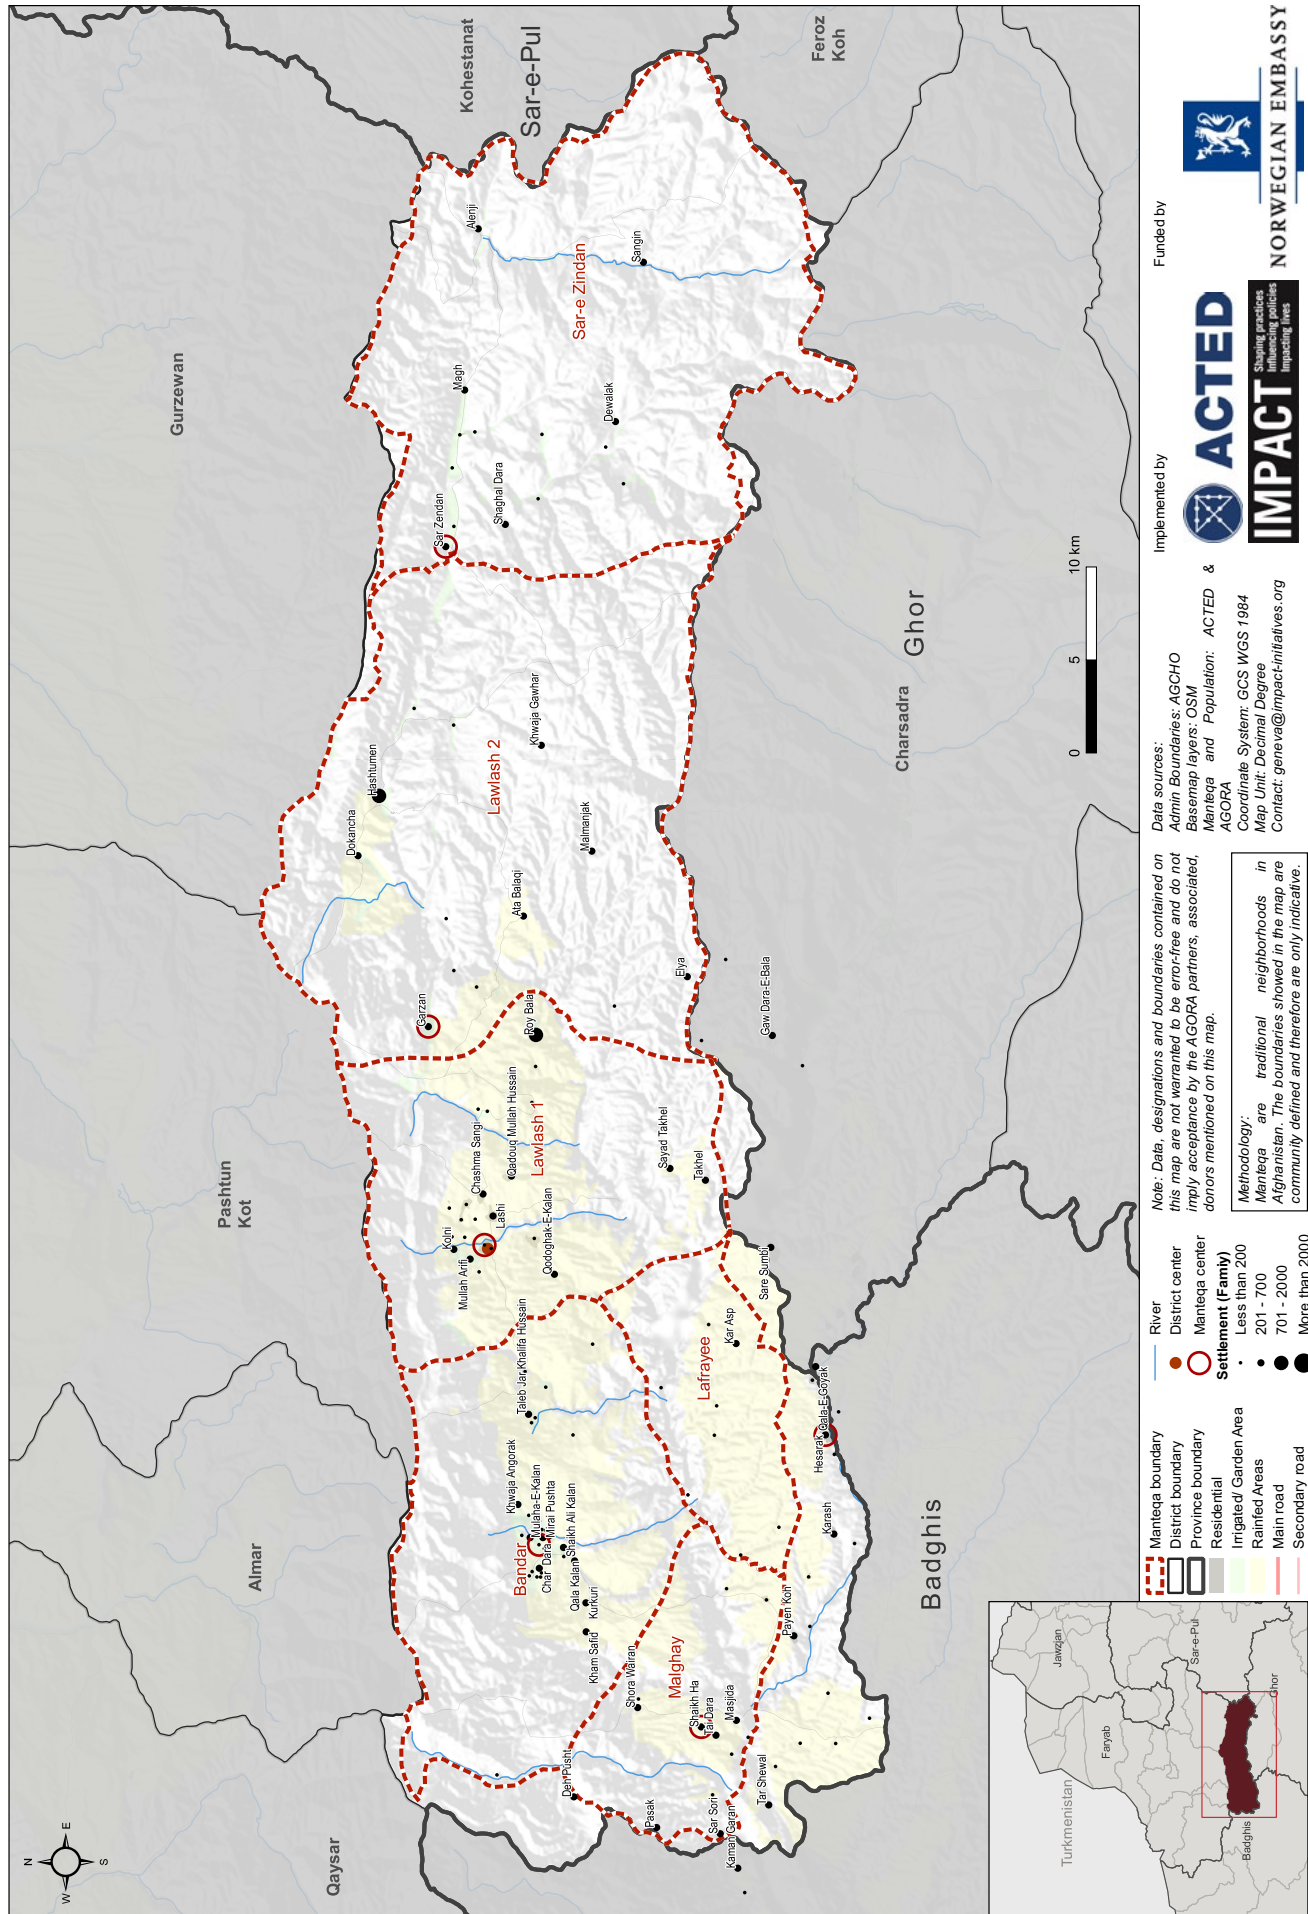 N
W
E
S
Qaysar
Almar
Pashtun
Kot
Gurzewan
Kohestanat
Sar-e-Pul
Feroz
Koh
Ghor
Charsadra
Badghis
Bandar
Malghay
Lafrayee
Lawlash 1
Lawlash 2
Sar-e Zindan
Deh Pusht
Pasak
Sar Sori
Kaman Garan
Tar Shewal
Shora Wairan
Shaikh Ha
Tai Dara
Masjida
Payen Koh
Kham Safid
Kurkuri
Qala Kalan
Char Dara
Shaikh Ali Kalan
Mirai Pushta
Mulaha-E-Kalan
Khwaja Angorak
Taleb Jar
Khalifa Hussain
Karash
Hesarak
Qala-E-Goyak
Kar Asp
Sare Sumbi
Mullah Arifi
Kolni
Lashi
Chashma Sangi
Qadouq Mullah Hussain
Qodoghak-E-Kalan
Sayad Takhel
Takhel
Roy Bala
Garzan
Elya
Gaw Dara-E-Bala
Ata Balaqi
Dokancha
Hashtumen
Malmanjak
Khwaja Gawhar
Sar Zendan
Shaghal Dara
Magh
Dewalak
Alenji
Sangin
0
5
10 km
Turkmenistan
Jawzjan
Faryab
Sar-e-Pul
Badghis
Ghor
Manteqa boundary
District boundary
Province boundary
Residential
Irrigated/ Garden Area
Rainfed Areas
Main road
Secondary road
River
District center
Manteqa center
Settlement (Famiy)
Less than 200
201 - 700
701 - 2000
More than 2000
Note: Data, designations and boundaries contained on
this map are not warranted to be error-free and do not
imply acceptance by the AGORA partners, associated,
donors mentioned on this map.
Methodology:
Manteqa are traditional neighborhoods in
Afghanistan. The boundaries showed in the map are
community defined and therefore are only indicative.
Data sources:
Admin Boundaries: AGCHO
Basemap layers: OSM
Manteqa and Population: ACTED &
AGORA
Coordinate System: GCS WGS 1984
Map Unit: Decimal Degree
Contact: geneva@impact-initiatives.org
Implemented by
ACTED
IMPACT
Shaping practices
Influencing policies
Impacting lives
Funded by
NORWEGIAN EMBASSY